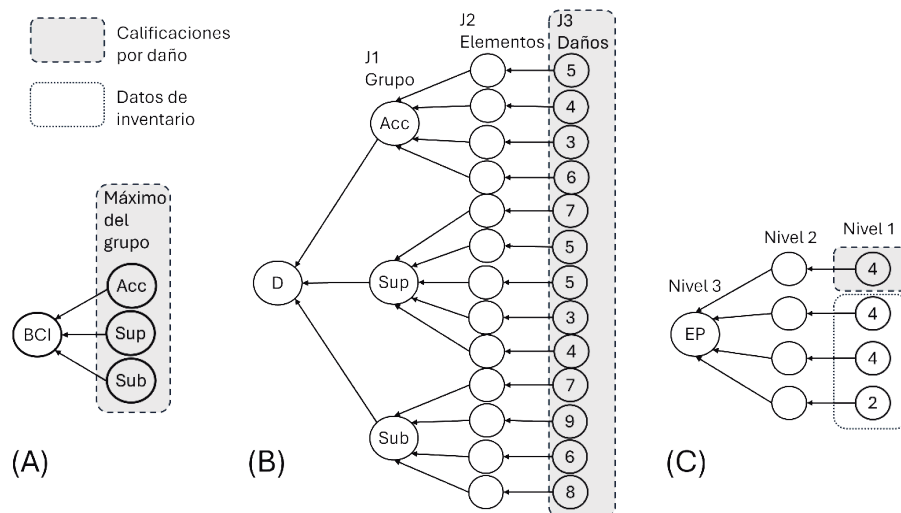 Calificaciones
por daño
Datos de
inventario
Máximo
del
grupo
Acc
BCI
Sup
Sub
(A)
J1
Grupo
J2
Elementos
J3
Daños
5
4
Acc
3
6
7
5
D
Sup
5
3
4
7
9
Sub
6
8
(B)
Nivel 1
Nivel 2
Nivel 3
4
4
EP
4
2
(C)